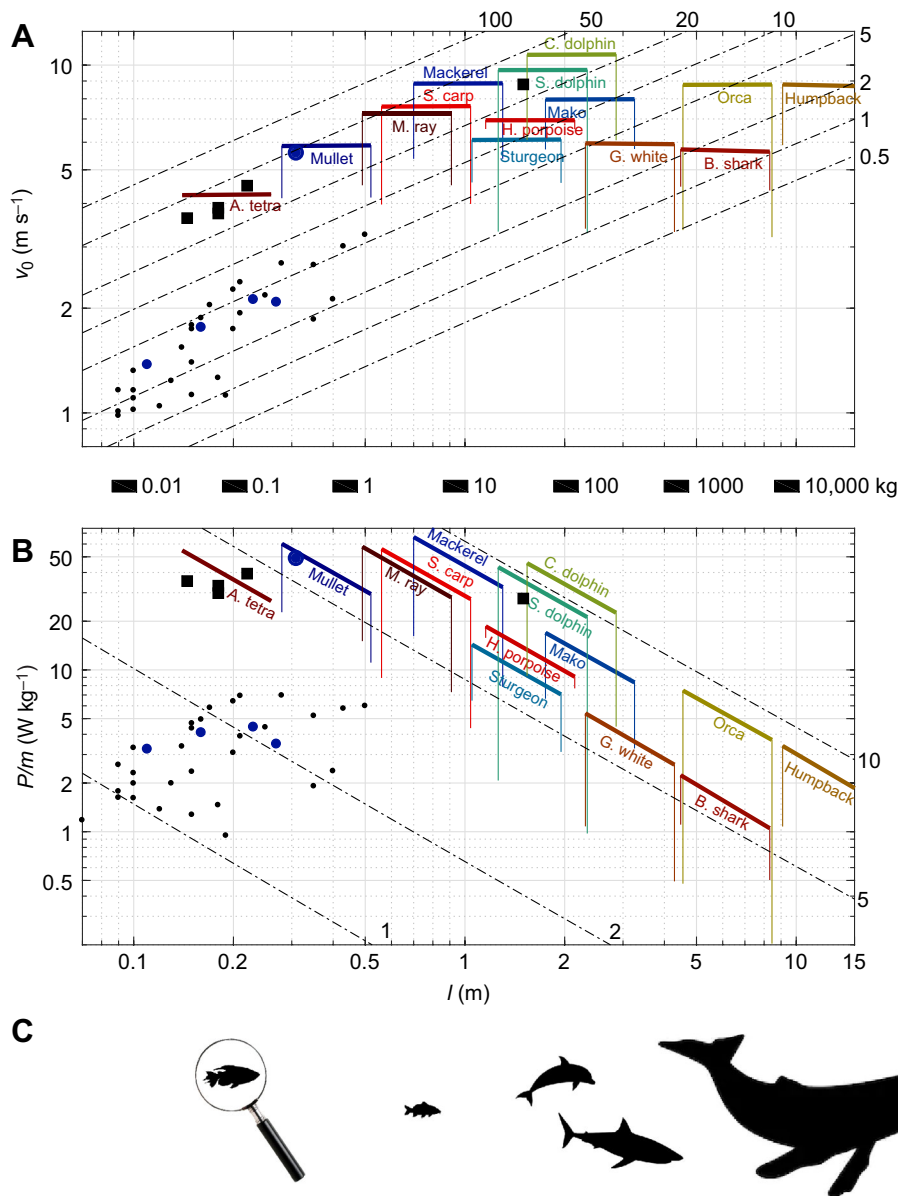 100 50 20 10
A
5
10
C. dolphin
Mackerel
S. dolphin
2
S. carp
Mako
Orca
Humpback
M. ray
H. porpoise
1
Mullet
Sturgeon
G. white
B. shark
0.5
5
A. tetra
v0 (m s–1)
2
1
0.01 0.1 1 10 100 1000 10,000 kg
B
50
Mackerel
C. dolphin
Mullet
M. ray
S. carp
A. tetra
S. dolphin
20
10
H. porpoise
Mako
Sturgeon
5
G. white
Orca
10
Humpback
P/m (W kg–1)
2
B. shark
1
0.5
5
1
2
0.1 0.2 0.5 1 2 5 10 15
l (m)
C